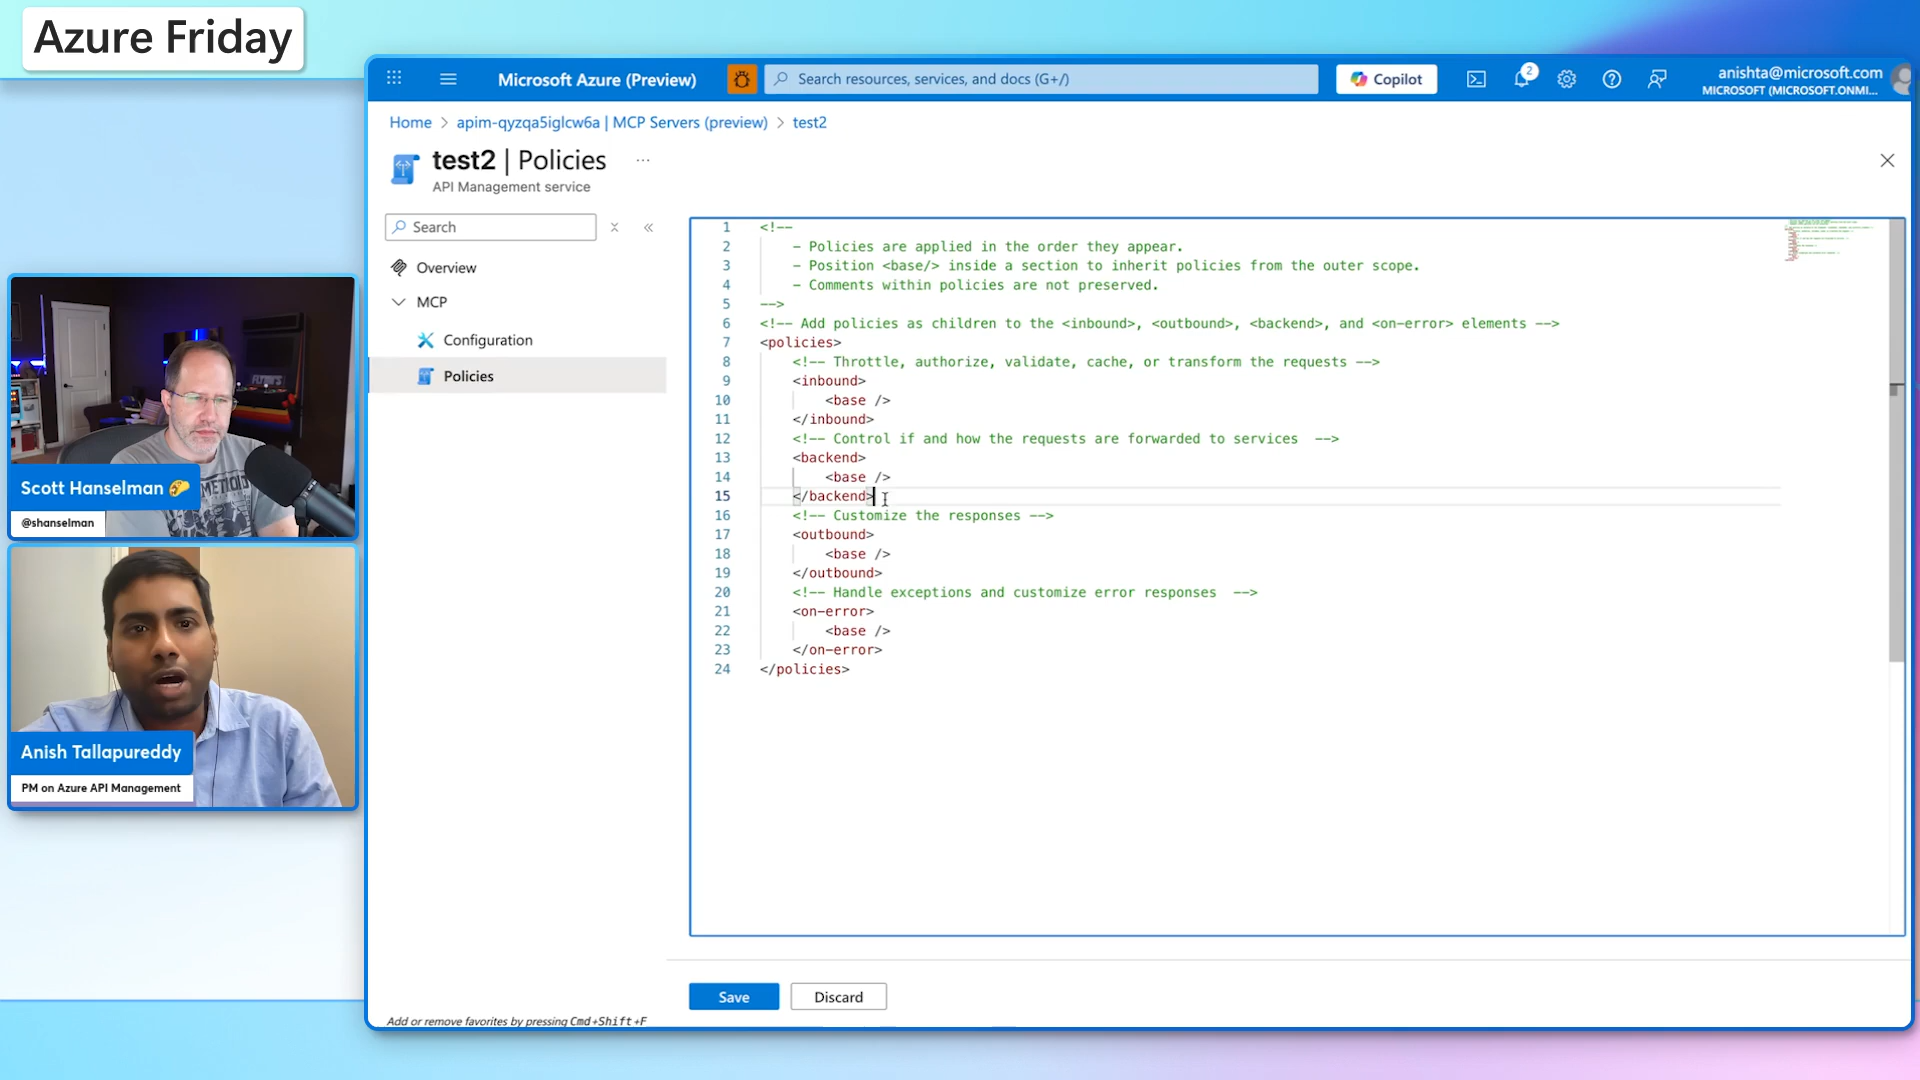 Azure Friday
Microsoft Azure (Preview)
Search resources, services, and docs (G+/)
Copilot
2
anishta@microsoft.com
MICROSOFT (MICROSOFT.ONMI...
Home > apim-qyzqa5iglcw6a | MCP Servers (preview) > test2
test2 | Policies ...
API Management service
Search
Overview
MCP
Configuration
Policies
1 <!--
2 - Policies are applied in the order they appear.
3 - Position <base/> inside a section to inherit policies from the outer scope.
4 - Comments within policies are not preserved.
5 -->
6 <!-- Add policies as children to the <inbound>, <outbound>, <backend>, and <on-error> elements -->
7 <policies>
8 <!-- Throttle, authorize, validate, cache, or transform the requests -->
9 <inbound>
10 <base />
11 </inbound>
12 <!-- Control if and how the requests are forwarded to services  -->
13 <backend>
14 <base />
15 </backend>
16 <!-- Customize the responses -->
17 <outbound>
18 <base />
19 </outbound>
20 <!-- Handle exceptions and customize error responses  -->
21 <on-error>
22 <base />
23 </on-error>
24 </policies>
Save
Discard
Add or remove favorites by pressing Cmd+Shift+F
Scott Hanselman 🌮
@shanselman
Anish Tallapureddy
PM on Azure API Management